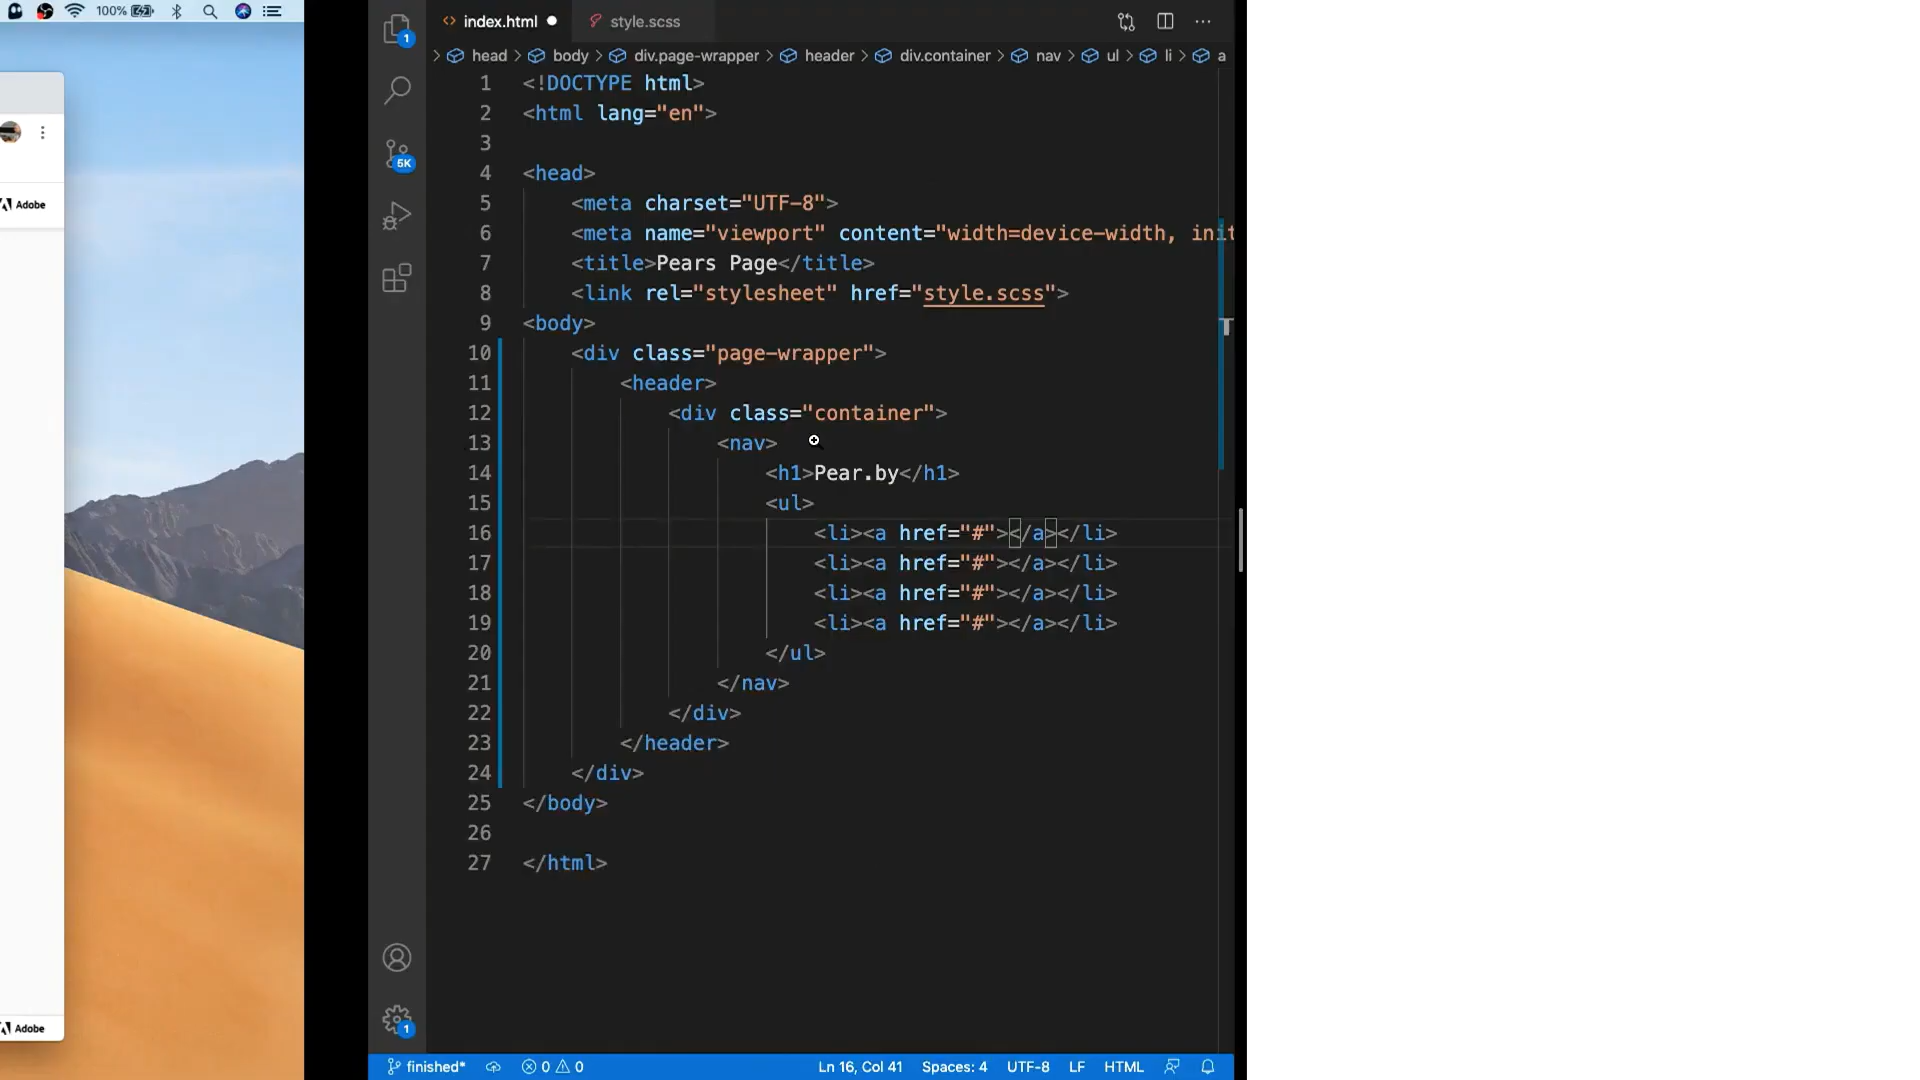 100%
Adobe
Adobe
1
5K
1
index.html
style.scss
head > body > div.page-wrapper > header > div.container > nav > ul > li > a
1 <!DOCTYPE html>
2 <html lang="en">
3
4 <head>
5 <meta charset="UTF-8">
6 <meta name="viewport" content="width=device-width, init
7 <title>Pears Page</title>
8 <link rel="stylesheet" href="style.scss">
9 <body>
10 <div class="page-wrapper">
11 <header>
12 <div class="container">
13 <nav>
14 <h1>Pear.by</h1>
15 <ul>
16 <li><a href="#"></a></li>
17 <li><a href="#"></a></li>
18 <li><a href="#"></a></li>
19 <li><a href="#"></a></li>
20 </ul>
21 </nav>
22 </div>
23 </header>
24 </div>
25 </body>
26
27 </html>
finished* 0 0 Ln 16, Col 41 Spaces: 4 UTF-8 LF HTML